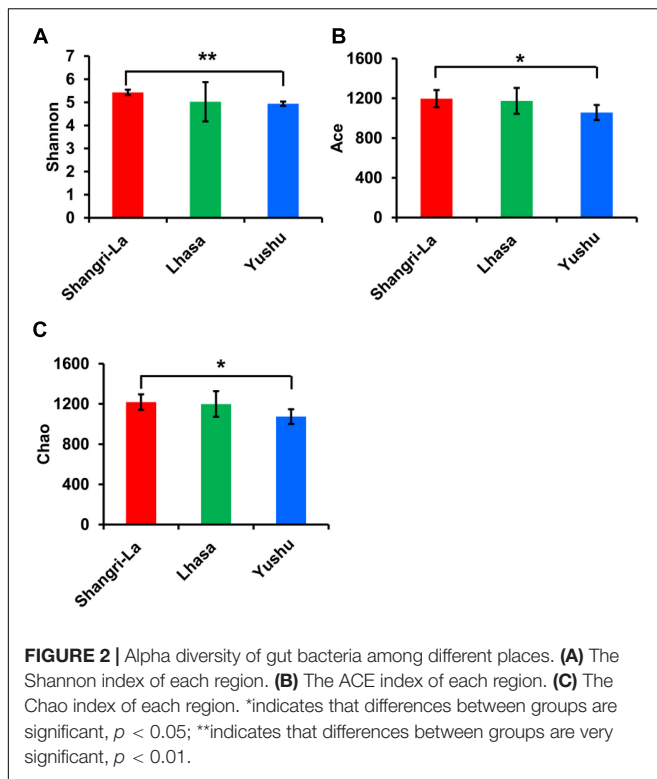 A
**
7
6
5
4
3
2
1
0
Shannon
Shangri-La
Lhasa
Yushu
B
*
1600
1200
800
400
0
Ace
Shangri-La
Lhasa
Yushu
C
*
1600
1200
800
400
0
Chao
Shangri-La
Lhasa
Yushu
FIGURE 2 | Alpha diversity of gut bacteria among different places. (A) The
Shannon index of each region. (B) The ACE index of each region. (C) The
Chao index of each region. *indicates that differences between groups are
significant, p < 0.05; **indicates that differences between groups are very
significant, p < 0.01.